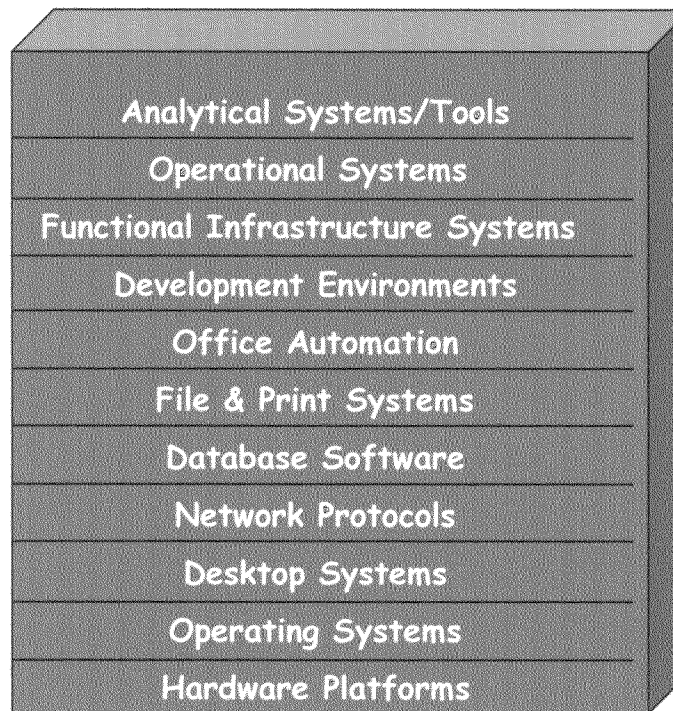 Analytical Systems/Tools
Operational Systems
Functional Infrastructure Systems
Development Environments
Office Automation
File & Print Systems
Database Software
Network Protocols
Desktop Systems
Operating Systems
Hardware Platforms